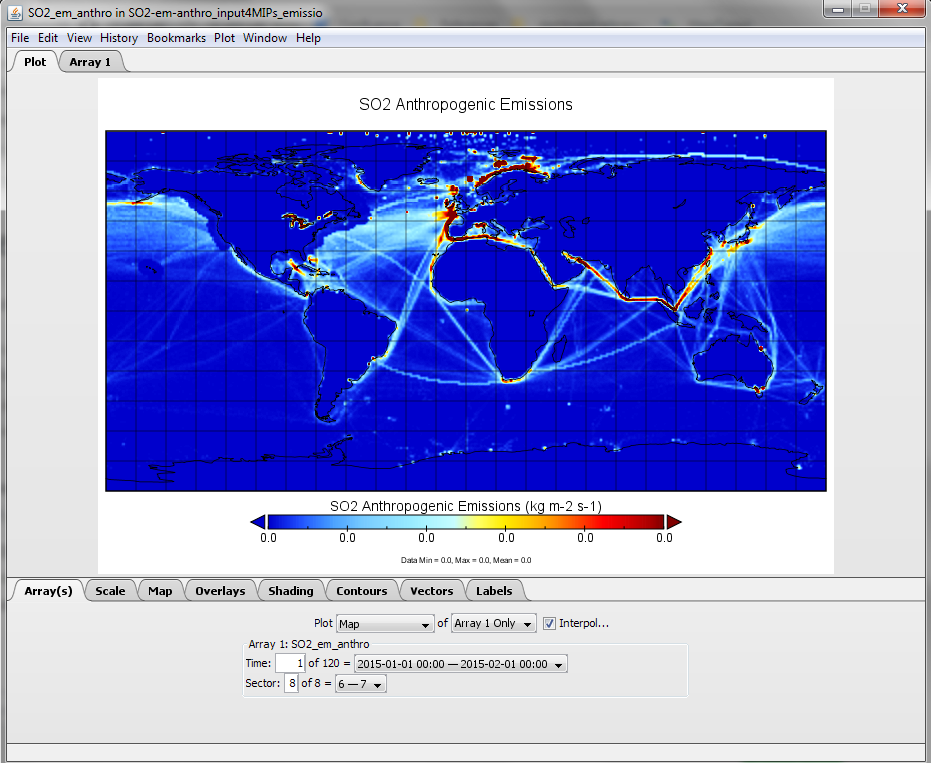 SO2_em_anthro in SO2-em-anthro_input4MIPs_emissio
File Edit View History Bookmarks Plot Window Help
Plot Array 1
SO2 Anthropogenic Emissions
SO2 Anthropogenic Emissions (kg m-2 s-1)
0.0 0.0 0.0 0.0 0.0 0.0
Data Min = 0.0, Max = 0.0, Mean = 0.0
Array(s) Scale Map Overlays Shading Contours Vectors Labels
Plot Map of Array 1 Only Interpol...
Array 1: SO2_em_anthro
Time: 1 of 120 = 2015-01-01 00:00 — 2015-02-01 00:00
Sector: 8 of 8 = 6 — 7